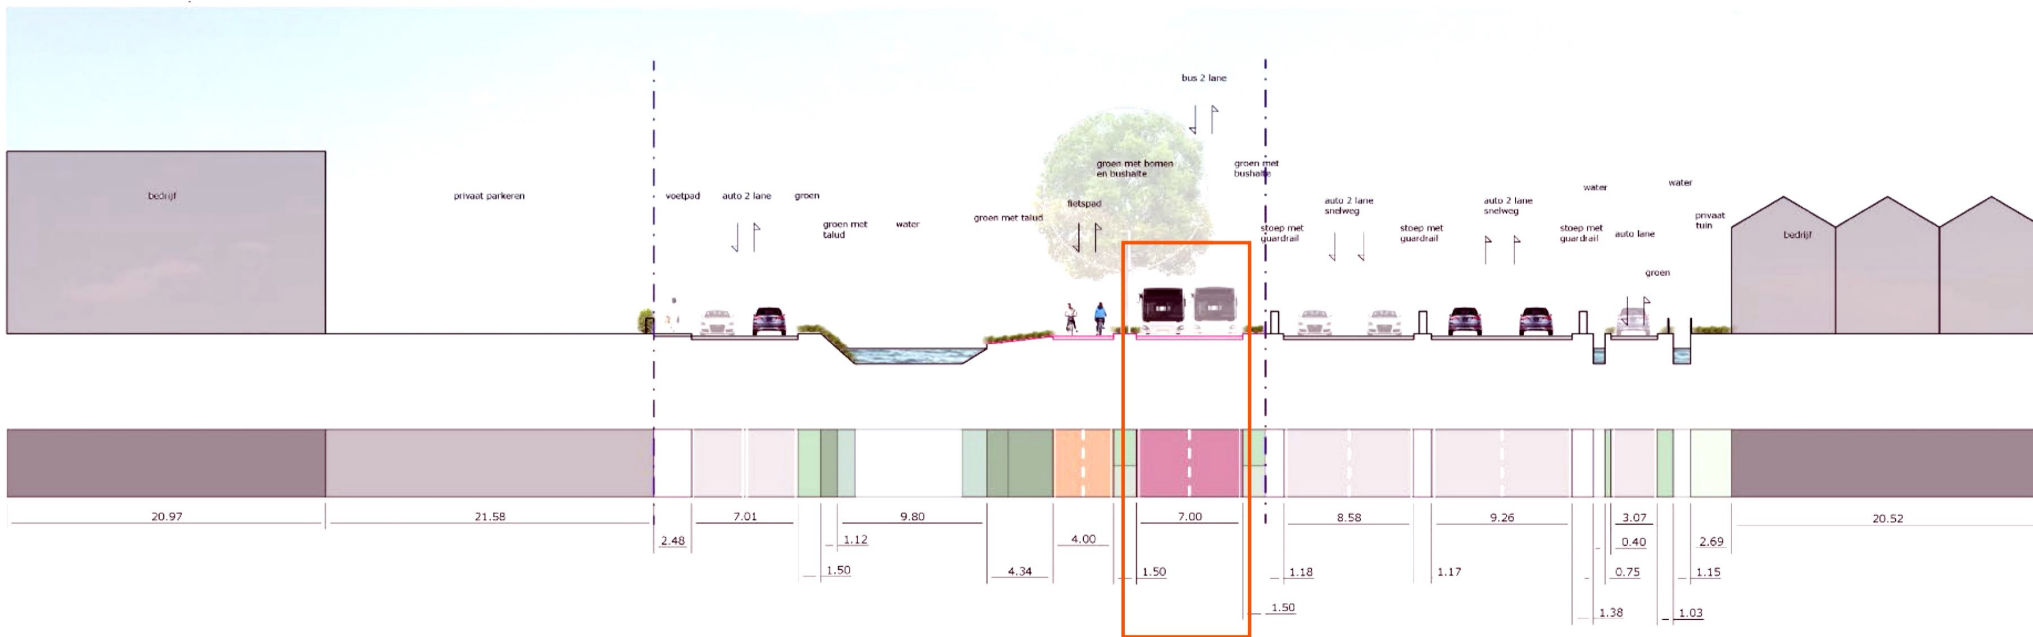 bus 2 lane
groen met bomen
en bushalte
groen met
bushalte
bedrijf
privaat parkeren
voetpad
auto 2 lane
groen
groen met
talud
water
groen met talud
fietspad
stoep met
guardrail
auto 2 lane
snelweg
stoep met
guardrail
auto 2 lane
snelweg
water
stoep met
guardrail
auto lane
groen
water
privaat
tuin
bedrijf
20.97
21.58
7.01
9.80
7.00
8.58
9.26
3.07
20.52
2.48
1.12
4.00
0.40
2.69
1.50
4.34
1.50
1.18
1.17
0.75
1.15
1.50
1.38
1.03